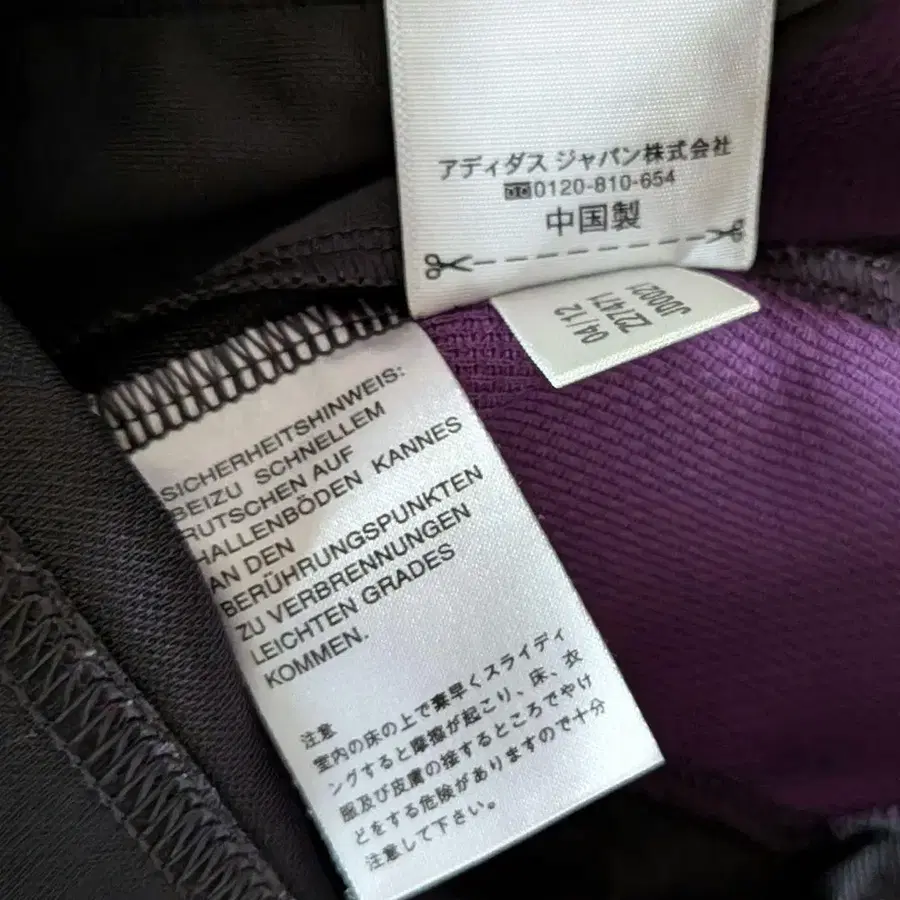 アディダス ジャパン株式会社
0120-810-654
中国製
04/12
227471
J00021
SICHERHEITSHINWEIS:
BEIZU SCHNELLEM
RUTSCHEN AUF
HALLENBÖDEN KANNES
AN DEN
BERÜHRUNGSPUNKTEN
ZU VERBRENNUNGEN
LEICHTEN GRADES
KOMMEN.
注意
室内の床の上で素早くスライディ
ングすると摩擦が起こり、床、衣
服及び皮膚の接するところでやけ
どをする危険がありますので十分
注意して下さい。